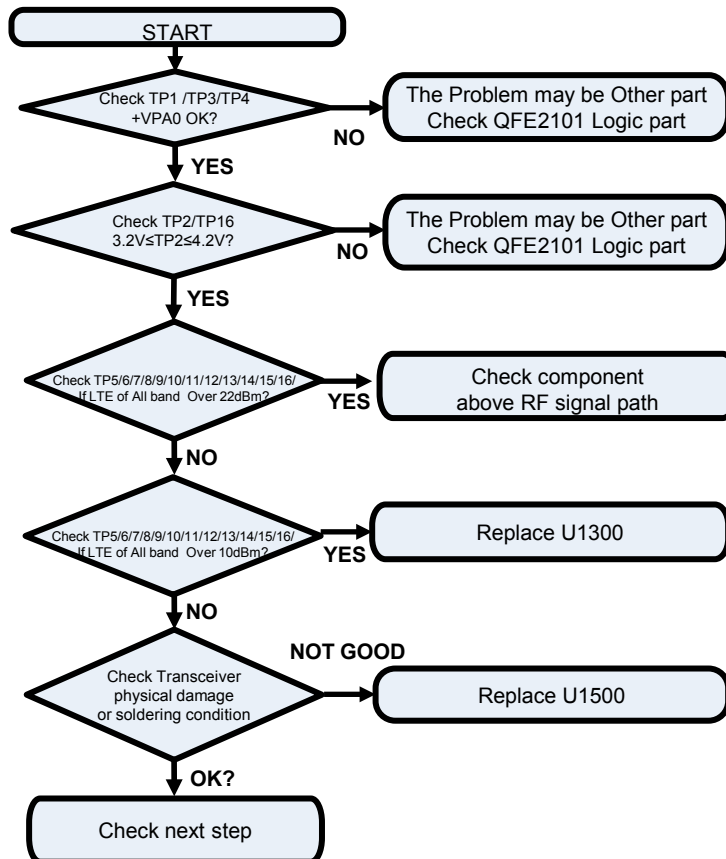 START
Check TP1 /TP3/TP4
+VPA0 OK?
NO
The Problem may be Other part
Check QFE2101 Logic part
YES
Check TP2/TP16
3.2V≤TP2≤4.2V?
NO
The Problem may be Other part
Check QFE2101 Logic part
YES
Check TP5/6/7/8/9/10/11/12/13/14/15/16/
If LTE of All band Over 22dBm?
YES
Check component
above RF signal path
NO
Check TP5/6/7/8/9/10/11/12/13/14/15/16/
If LTE of All band Over 10dBm?
YES
Replace U1300
NO
Check Transceiver
physical damage
or soldering condition
NOT GOOD
Replace U1500
OK?
Check next step